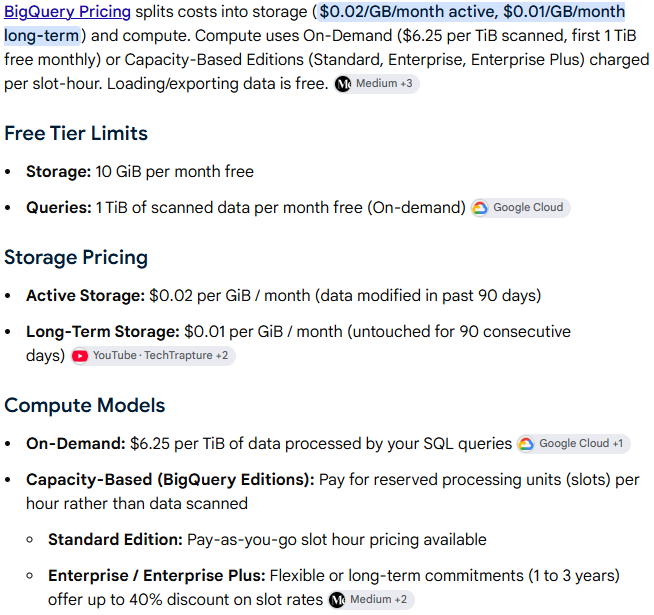 BigQuery Pricing splits costs into storage ($0.02/GB/month active, $0.01/GB/month
long-term) and compute. Compute uses On-Demand ($6.25 per TiB scanned, first 1 TiB
free monthly) or Capacity-Based Editions (Standard, Enterprise, Enterprise Plus) charged
per slot-hour. Loading/exporting data is free. Medium +3
Free Tier Limits
• Storage: 10 GiB per month free
• Queries: 1 TiB of scanned data per month free (On-demand) Google Cloud
Storage Pricing
• Active Storage: $0.02 per GiB / month (data modified in past 90 days)
• Long-Term Storage: $0.01 per GiB / month (untouched for 90 consecutive
days) YouTube · TechTrapture +2
Compute Models
• On-Demand: $6.25 per TiB of data processed by your SQL queries Google Cloud +1
• Capacity-Based (BigQuery Editions): Pay for reserved processing units (slots) per
hour rather than data scanned
○ Standard Edition: Pay-as-you-go slot hour pricing available
○ Enterprise / Enterprise Plus: Flexible or long-term commitments (1 to 3 years)
offer up to 40% discount on slot rates Medium +2